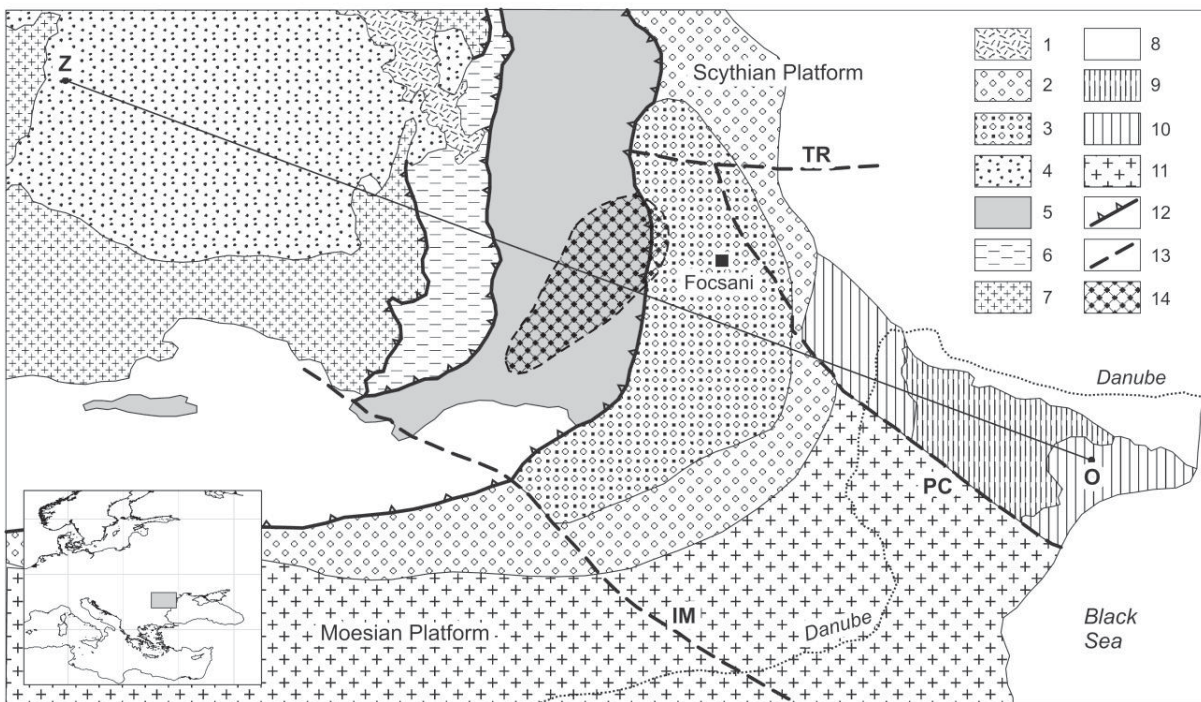 Z
Scythian Platform
TR
Focsani
Danube
O
PC
IM
Moesian Platform
Danube
Black
Sea
1
2
3
4
5
6
7
8
9
10
11
12
13
14